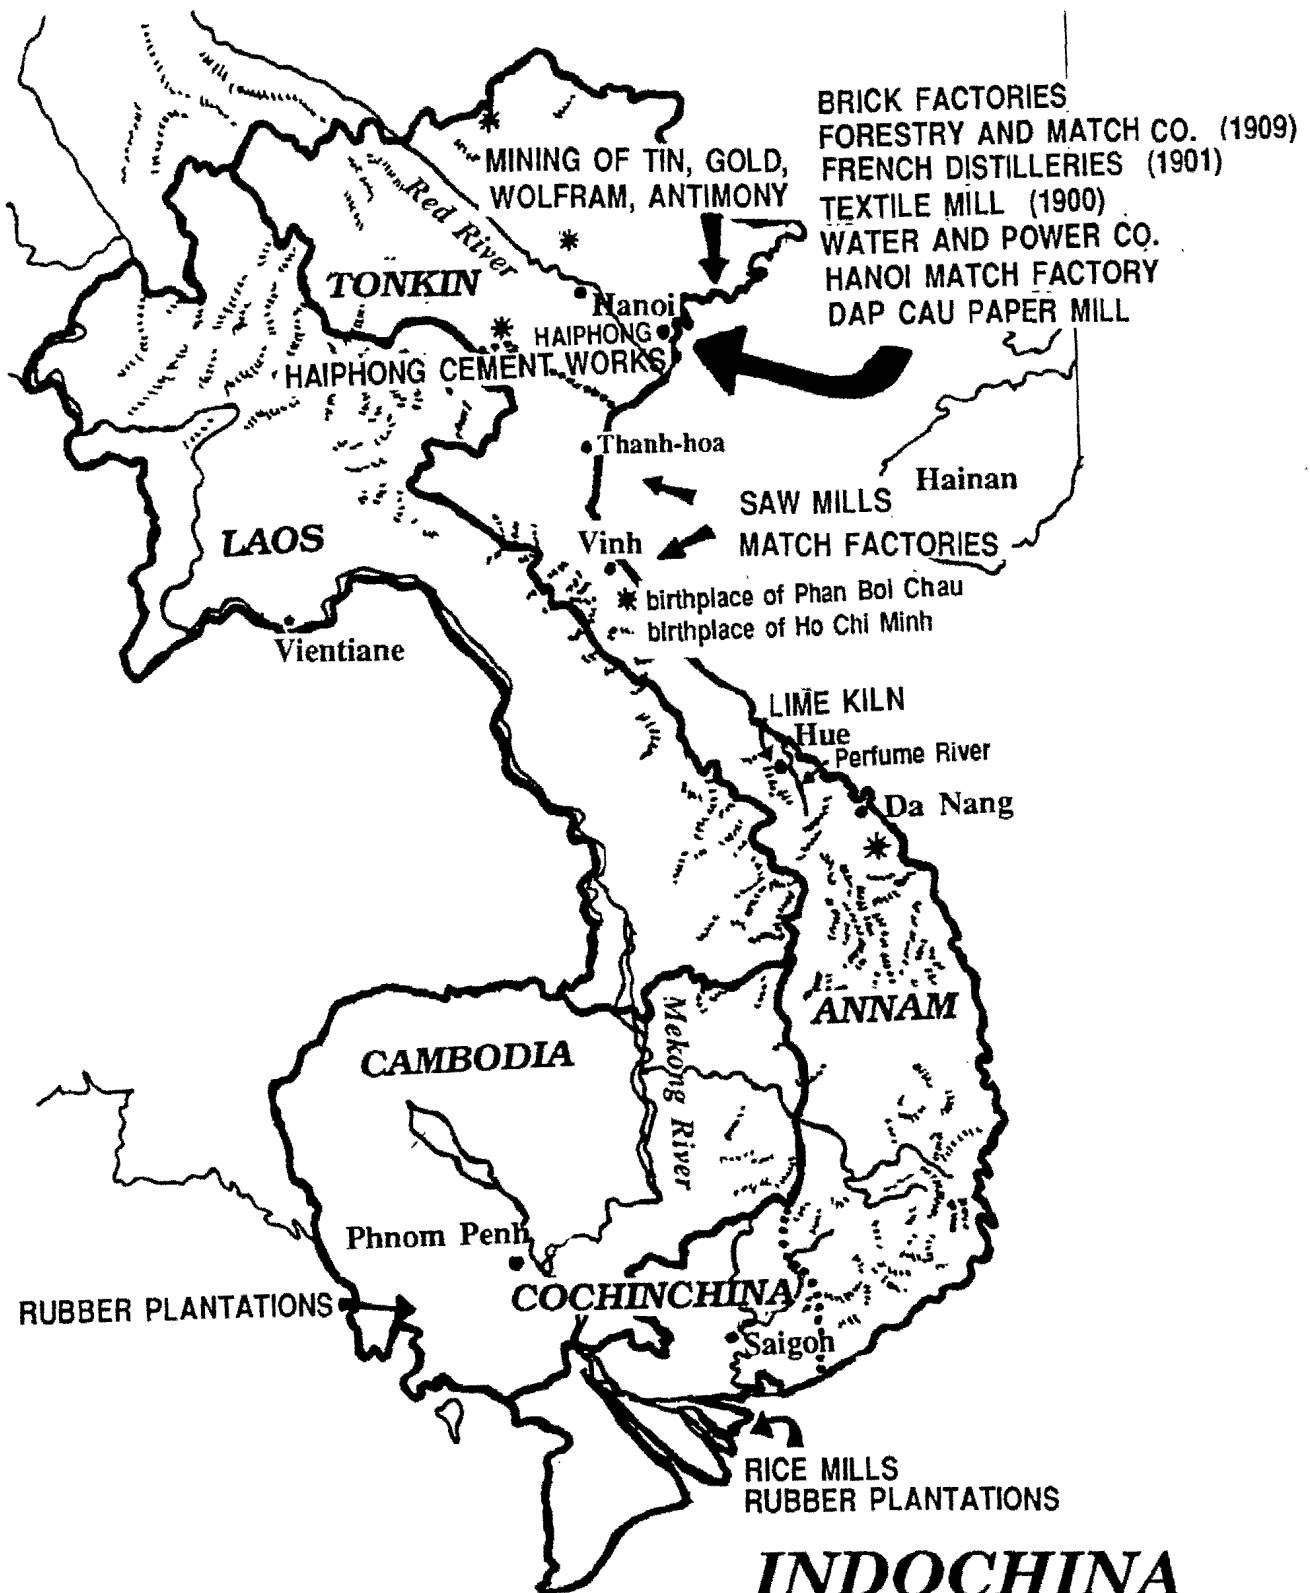 BRICK FACTORIES
FORESTRY AND MATCH CO. (1909)
FRENCH DISTILLERIES (1901)
TEXTILE MILL (1900)
WATER AND POWER CO.
HANOI MATCH FACTORY
DAP CAU PAPER MILL
MINING OF TIN, GOLD,
WOLFRAM, ANTIMONY
Red River
TONKIN
Hanoi
HAIPHONG
HAIPHONG CEMENT WORKS
Thanh-hoa
Hainan
SAW MILLS
LAOS
Vinh
MATCH FACTORIES
birthplace of Phan Boi Chau
birthplace of Ho Chi Minh
Vientiane
LIME KILN
Hue
Perfume River
Da Nang
ANNAM
Mekong River
CAMBODIA
Phnom Penh
COCHINCHINA
RUBBER PLANTATIONS
Saigon
RICE MILLS
RUBBER PLANTATIONS
INDOCHINA